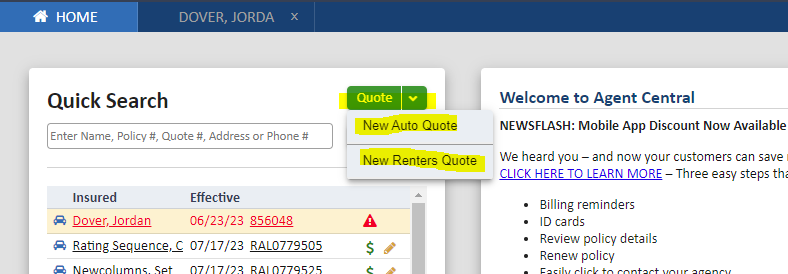 HOME
DOVER, JORDA x
Quick Search
Quote
Enter Name, Policy #, Quote #, Address or Phone #
New Auto Quote
New Renters Quote
Insured Effective
Dover, Jordan 06/23/23 856048
Rating Sequence, C 07/17/23 RAL0779505 $
Newcolumns, Set 07/17/23 RAL0779504
Welcome to Agent Central
NEWSFLASH: Mobile App Discount Now Available
We heard you – and now your customers can save
CLICK HERE TO LEARN MORE – Three easy steps tha
Billing reminders
ID cards
Review policy details
Renew policy
Easily click to contact your agency